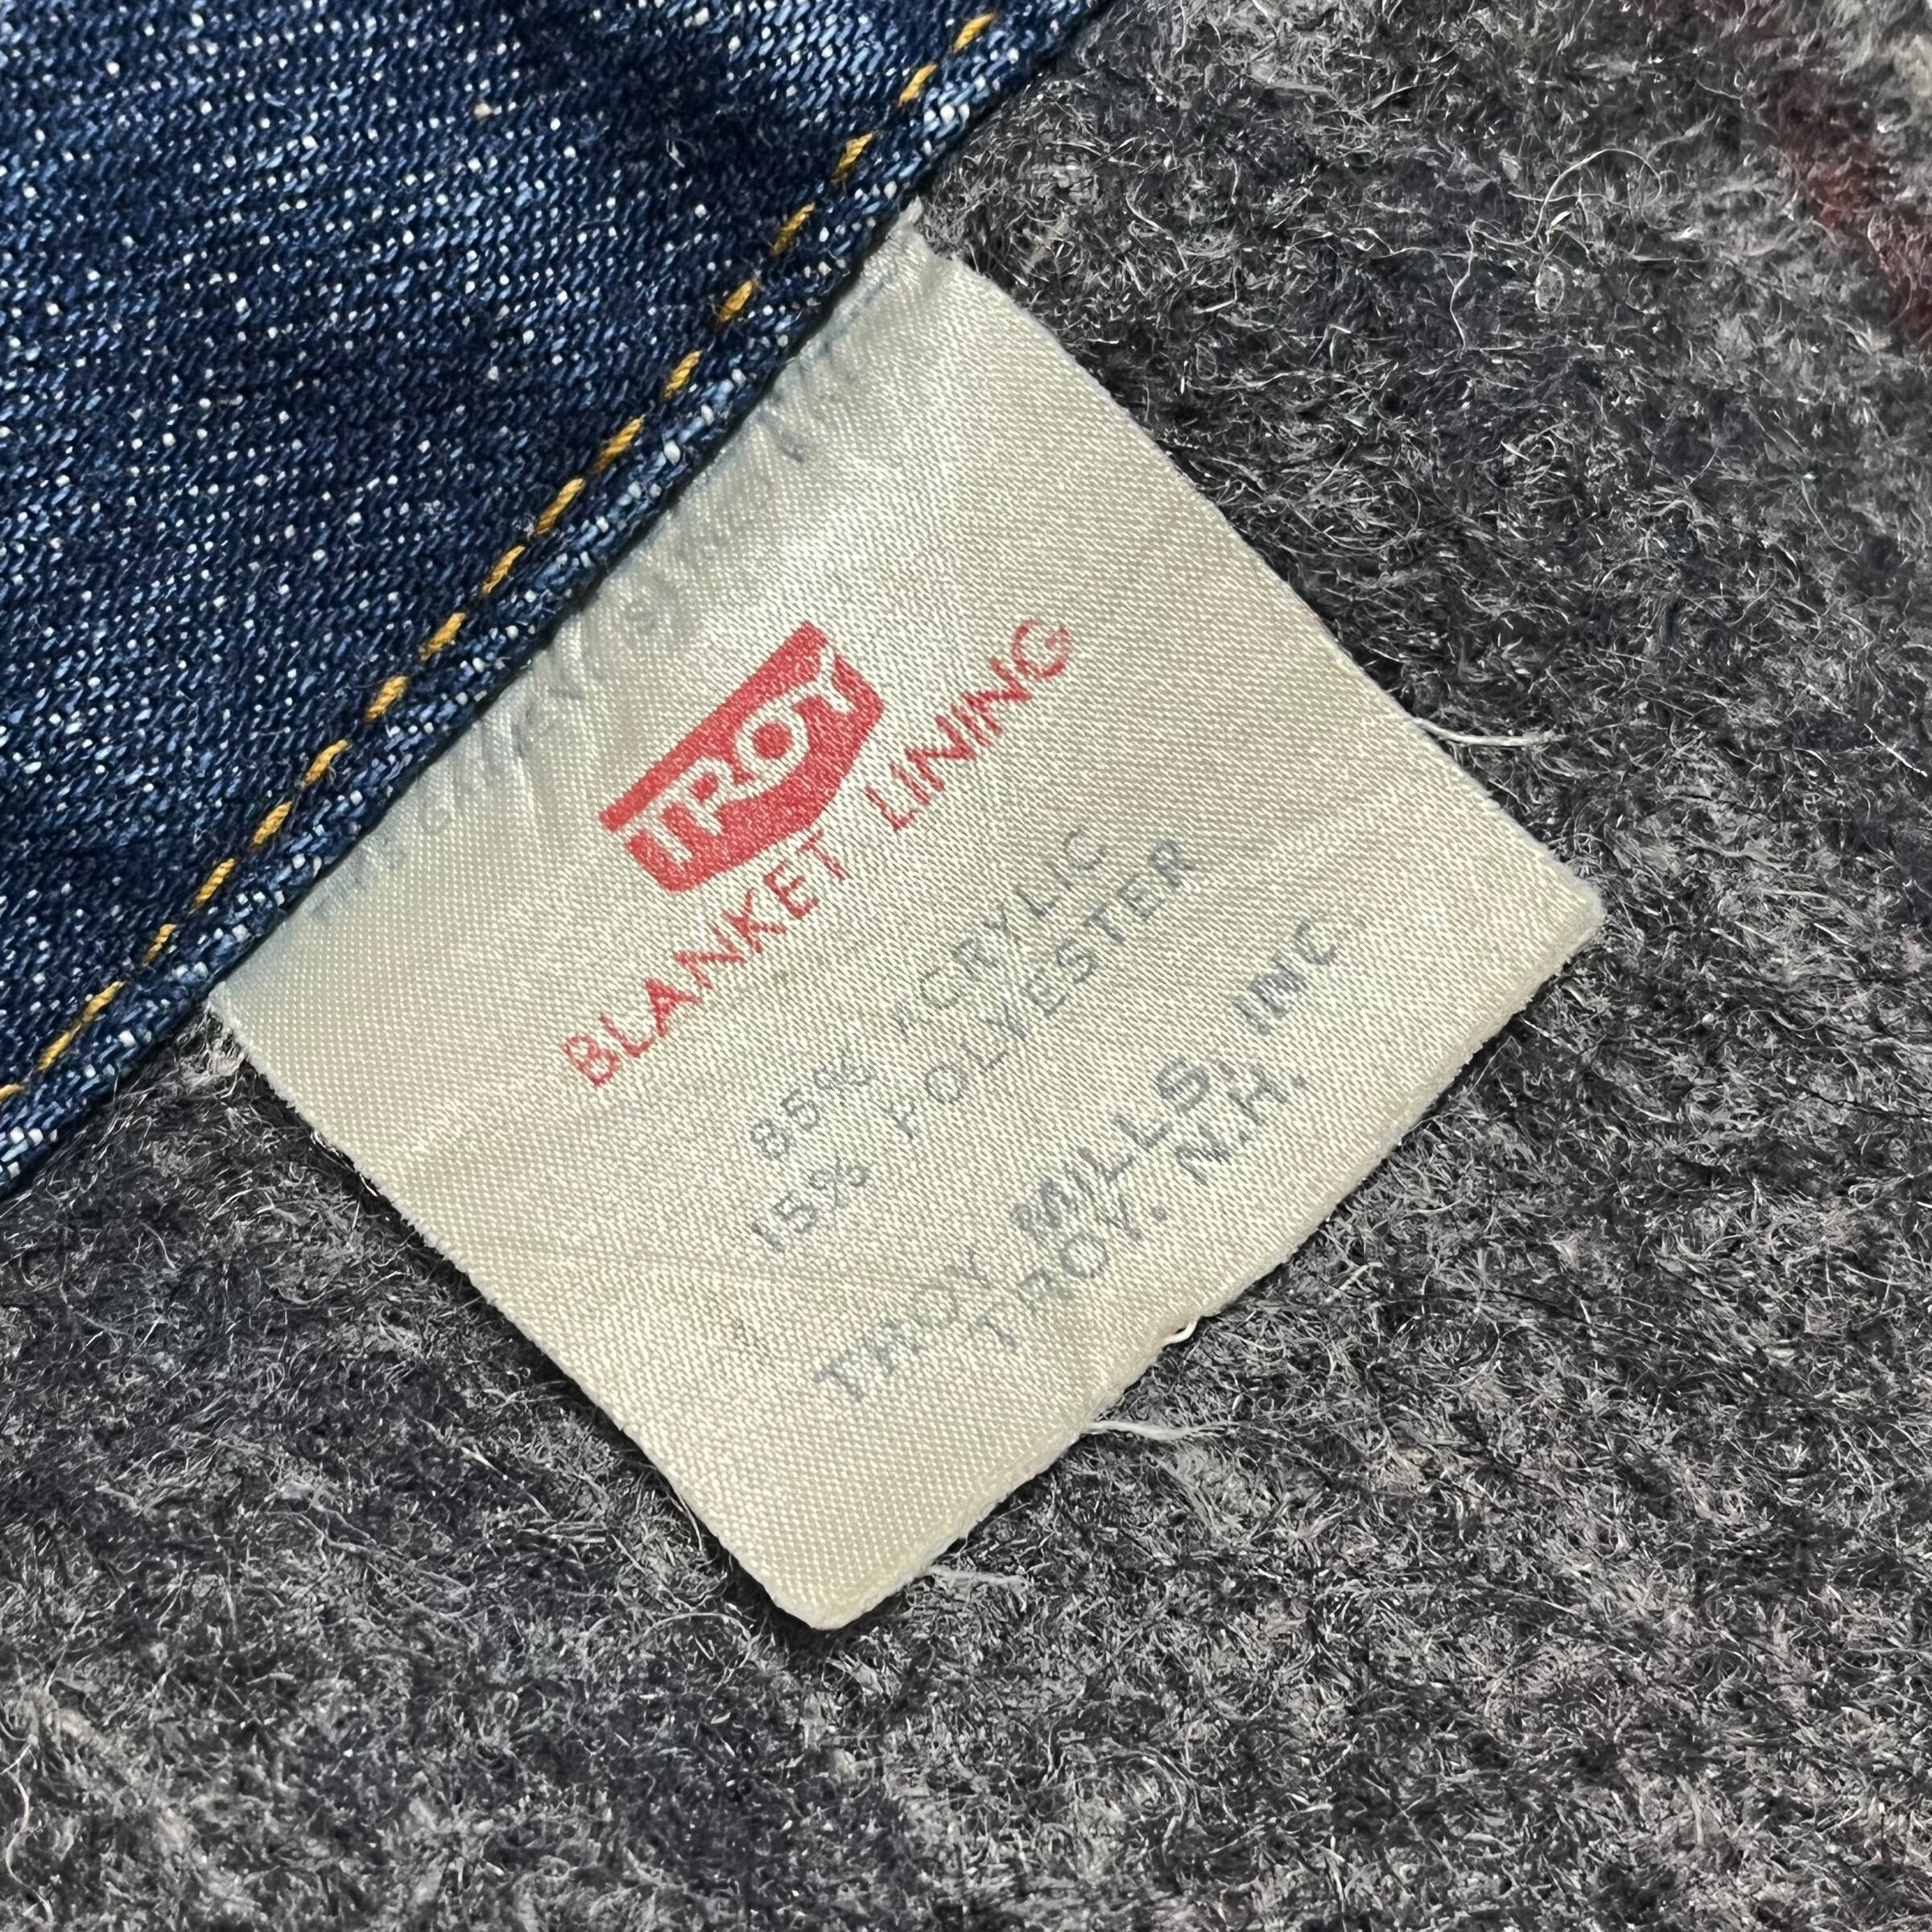 TROY
BLANKET LINING
85% ACRYLIC
15% POLYESTER
TROY MILLS, INC
TROY. N.H.